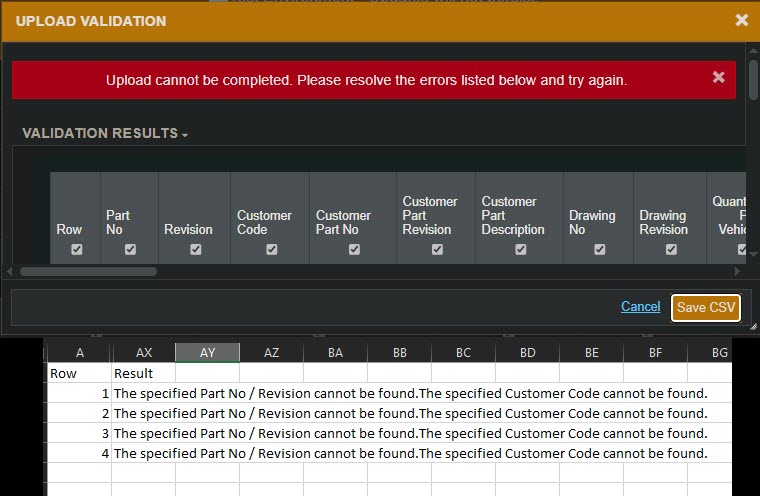 UPLOAD VALIDATION
Upload cannot be completed. Please resolve the errors listed below and try again.
VALIDATION RESULTS
Row
Part No
Revision
Customer Code
Customer Part No
Customer Part Revision
Customer Part Description
Drawing No
Drawing Revision
Quant P Vehic
Cancel
Save CSV
A AX AY AZ BA BB BC BD BE BF BG
Row Result
1 The specified Part No / Revision cannot be found.The specified Customer Code cannot be found.
2 The specified Part No / Revision cannot be found.The specified Customer Code cannot be found.
3 The specified Part No / Revision cannot be found.The specified Customer Code cannot be found.
4 The specified Part No / Revision cannot be found.The specified Customer Code cannot be found.